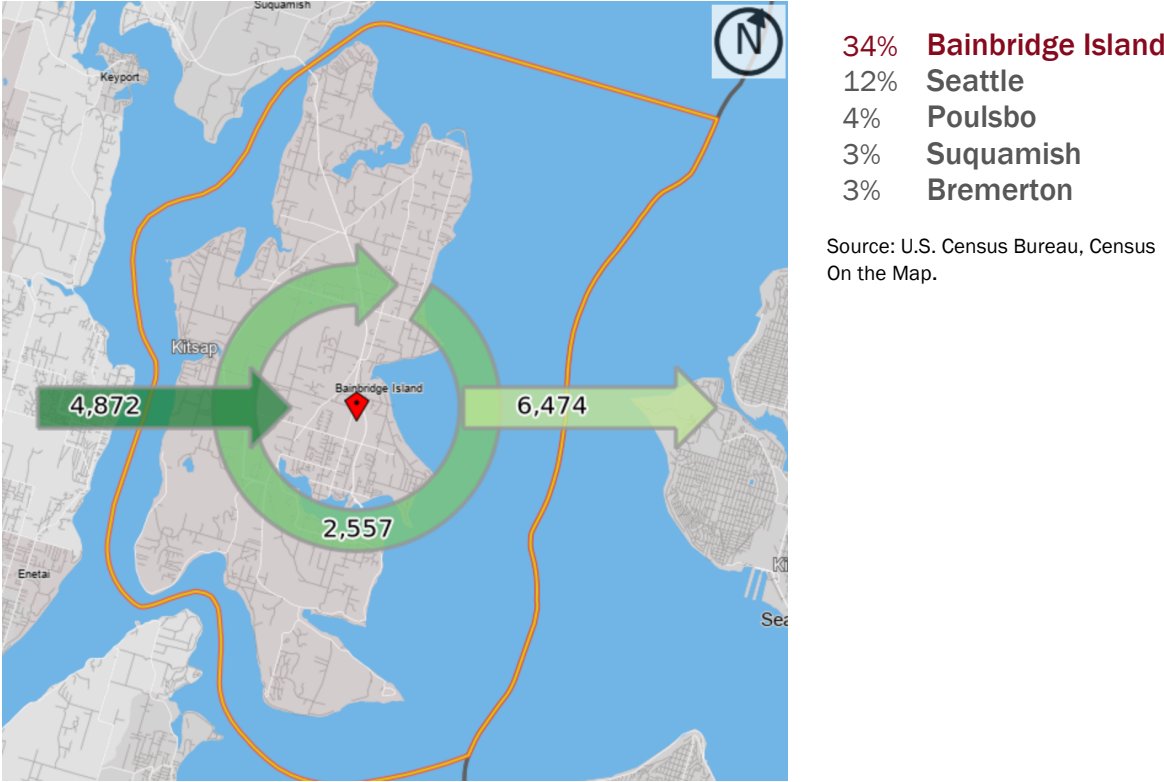 Suquamish
N
Keyport
Kitsap
Bainbridge Island
4,872
6,474
2,557
Enetai
34% Bainbridge Island
12% Seattle
4% Poulsbo
3% Suquamish
3% Bremerton
Source: U.S. Census Bureau, Census
On the Map.